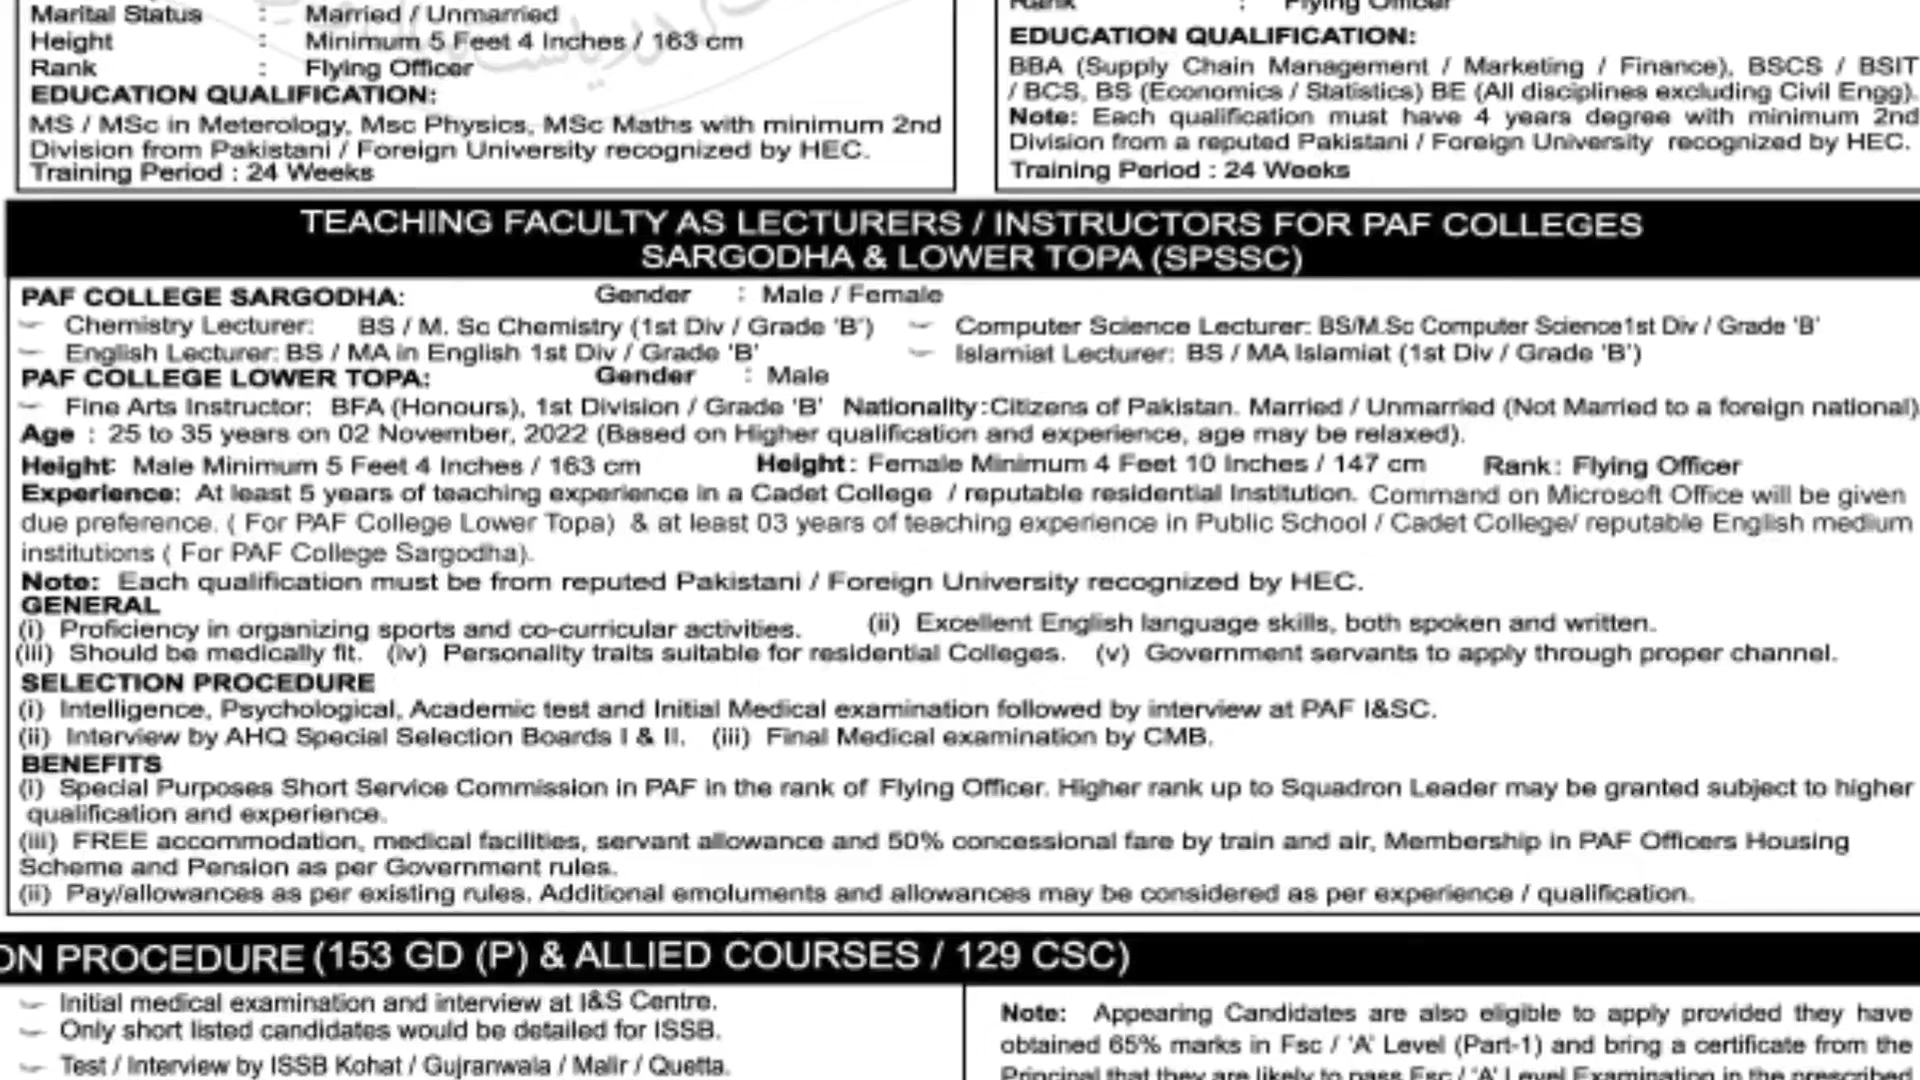 Marital Status : Married / Unmarried
Height : Minimum 5 Feet 4 Inches / 163 cm
Rank : Flying Officer
EDUCATION QUALIFICATION:
MS / MSc in Meterology, Msc Physics, MSc Maths with minimum 2nd
Division from Pakistani / Foreign University recognized by HEC.
Training Period : 24 Weeks
Rank : Flying Officer
EDUCATION QUALIFICATION:
BBA (Supply Chain Management / Marketing / Finance), BSCS / BSIT
/ BCS, BS (Economics / Statistics) BE (All disciplines excluding Civil Engg).
Note: Each qualification must have 4 years degree with minimum 2nd
Division from a reputed Pakistani / Foreign University recognized by HEC.
Training Period : 24 Weeks
TEACHING FACULTY AS LECTURERS / INSTRUCTORS FOR PAF COLLEGES
SARGODHA & LOWER TOPA (SPSSC)
PAF COLLEGE SARGODHA: Gender : Male / Female
Chemistry Lecturer: BS / M. Sc Chemistry (1st Div / Grade 'B') Computer Science Lecturer: BS/M.Sc Computer Science1st Div / Grade 'B'
English Lecturer: BS / MA in English 1st Div / Grade 'B' Islamiat Lecturer: BS / MA Islamiat (1st Div / Grade 'B')
PAF COLLEGE LOWER TOPA: Gender : Male
Fine Arts Instructor: BFA (Honours), 1st Division / Grade 'B' Nationality:Citizens of Pakistan. Married / Unmarried (Not Married to a foreign national)
Age : 25 to 35 years on 02 November, 2022 (Based on Higher qualification and experience, age may be relaxed).
Height: Male Minimum 5 Feet 4 Inches / 163 cm Height: Female Minimum 4 Feet 10 Inches / 147 cm Rank: Flying Officer
Experience: At least 5 years of teaching experience in a Cadet College / reputable residential Institution. Command on Microsoft Office will be given
due preference. ( For PAF College Lower Topa) & at least 03 years of teaching experience in Public School / Cadet College/ reputable English medium
institutions ( For PAF College Sargodha).
Note: Each qualification must be from reputed Pakistani / Foreign University recognized by HEC.
GENERAL
(i) Proficiency in organizing sports and co-curricular activities. (ii) Excellent English language skills, both spoken and written.
(iii) Should be medically fit. (iv) Personality traits suitable for residential Colleges. (v) Government servants to apply through proper channel.
SELECTION PROCEDURE
(i) Intelligence, Psychological, Academic test and Initial Medical examination followed by interview at PAF I&SC.
(ii) Interview by AHQ Special Selection Boards I & II. (iii) Final Medical examination by CMB.
BENEFITS
(i) Special Purposes Short Service Commission in PAF in the rank of Flying Officer. Higher rank up to Squadron Leader may be granted subject to higher
qualification and experience.
(iii) FREE accommodation, medical facilities, servant allowance and 50% concessional fare by train and air, Membership in PAF Officers Housing
Scheme and Pension as per Government rules.
(ii) Pay/allowances as per existing rules. Additional emoluments and allowances may be considered as per experience / qualification.
ON PROCEDURE (153 GD (P) & ALLIED COURSES / 129 CSC)
Initial medical examination and interview at I&S Centre.
Only short listed candidates would be detailed for ISSB.
Test / Interview by ISSB Kohat / Gujranwala / Malir / Quetta.
Note: Appearing Candidates are also eligible to apply provided they have
obtained 65% marks in Fsc / 'A' Level (Part-1) and bring a certificate from the
Principal that they are likely to pass Fsc / 'A' Level Examination in the prescribed